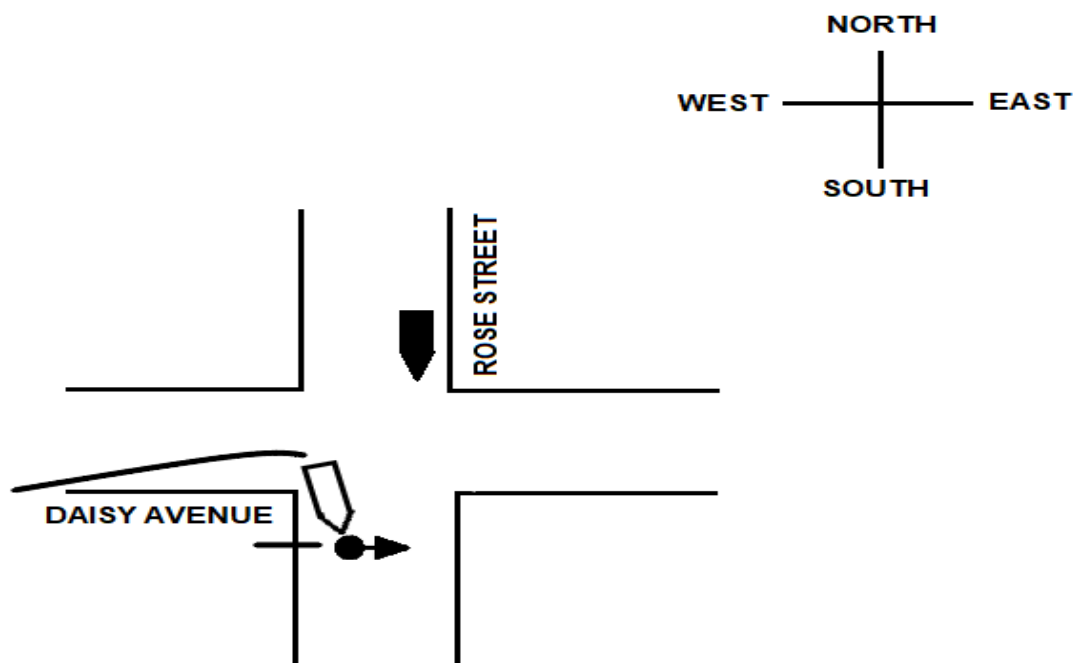 NORTH
WEST
EAST
SOUTH
ROSE STREET
DAISY AVENUE